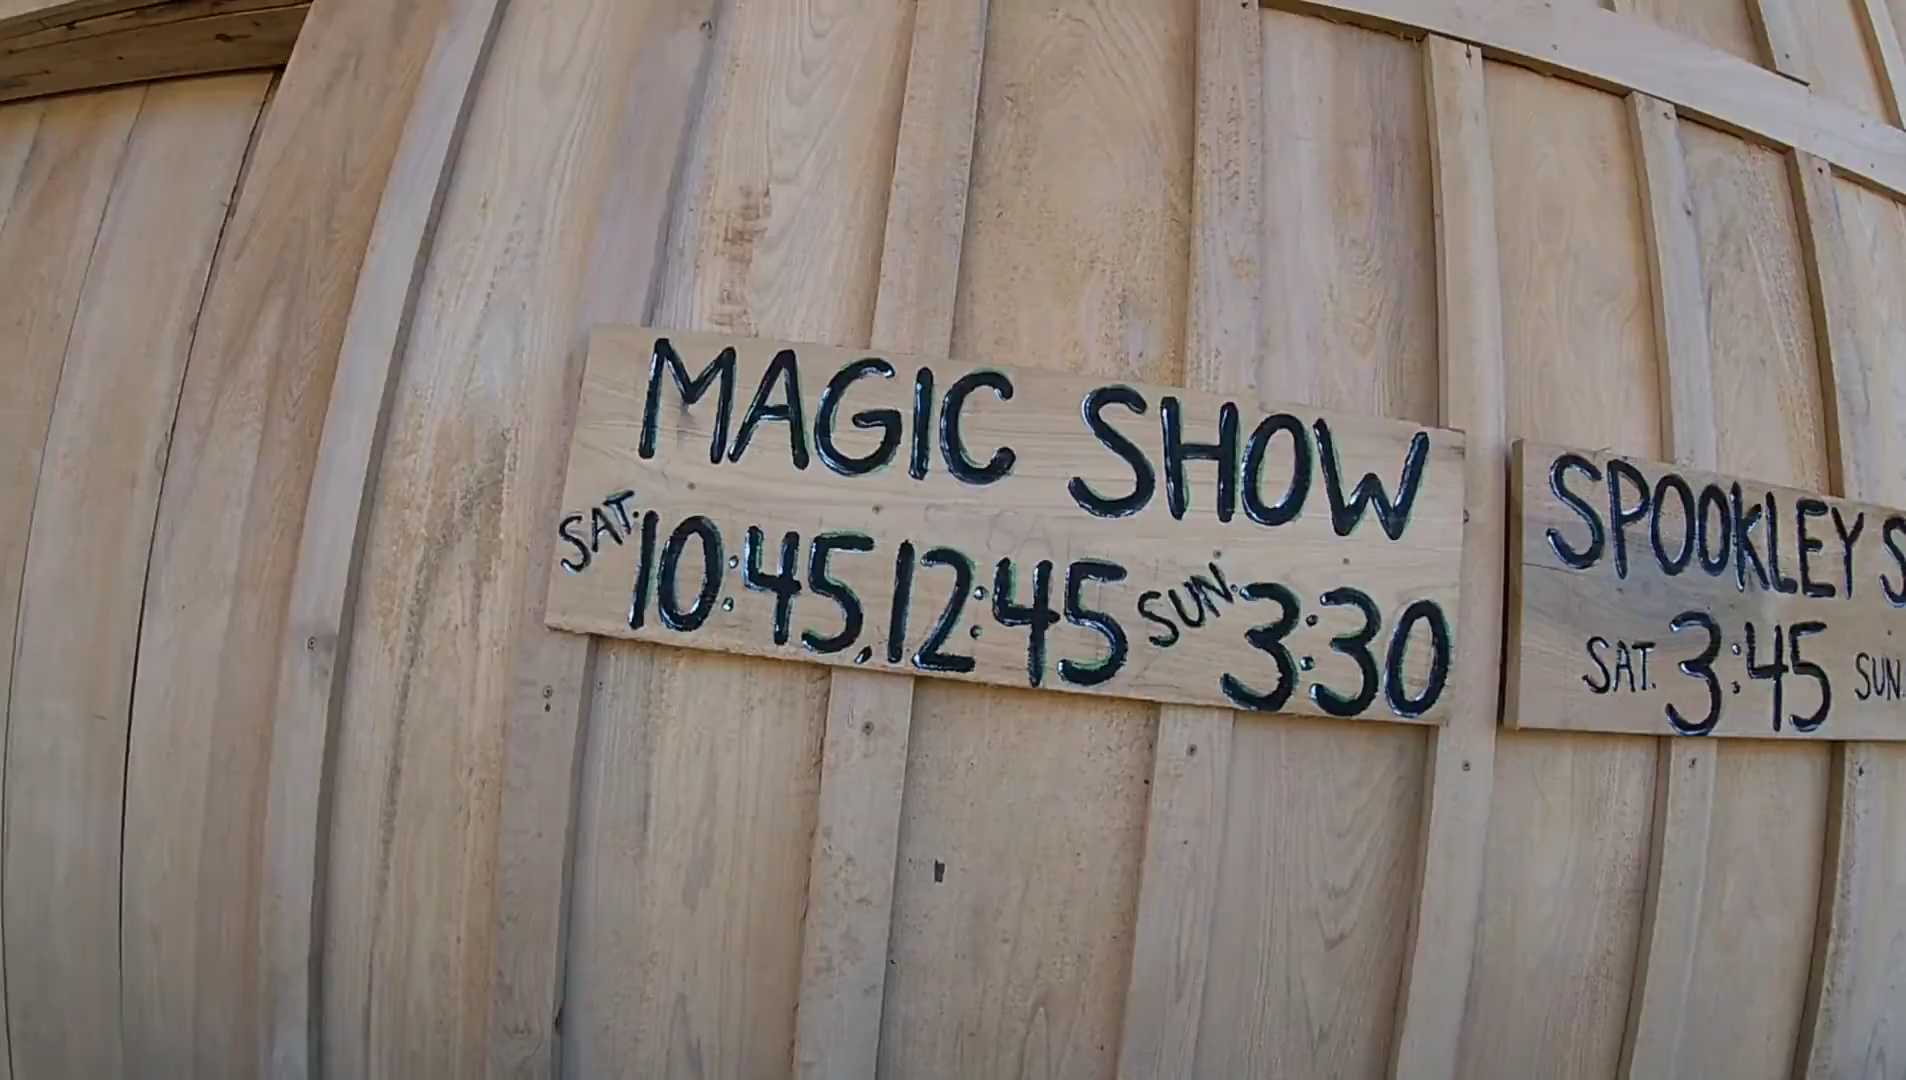 MAGIC SHOW
SAT. 10:45, 12:45 SUN. 3:30
SPOOKLEY
SAT. 3:45 SUN.